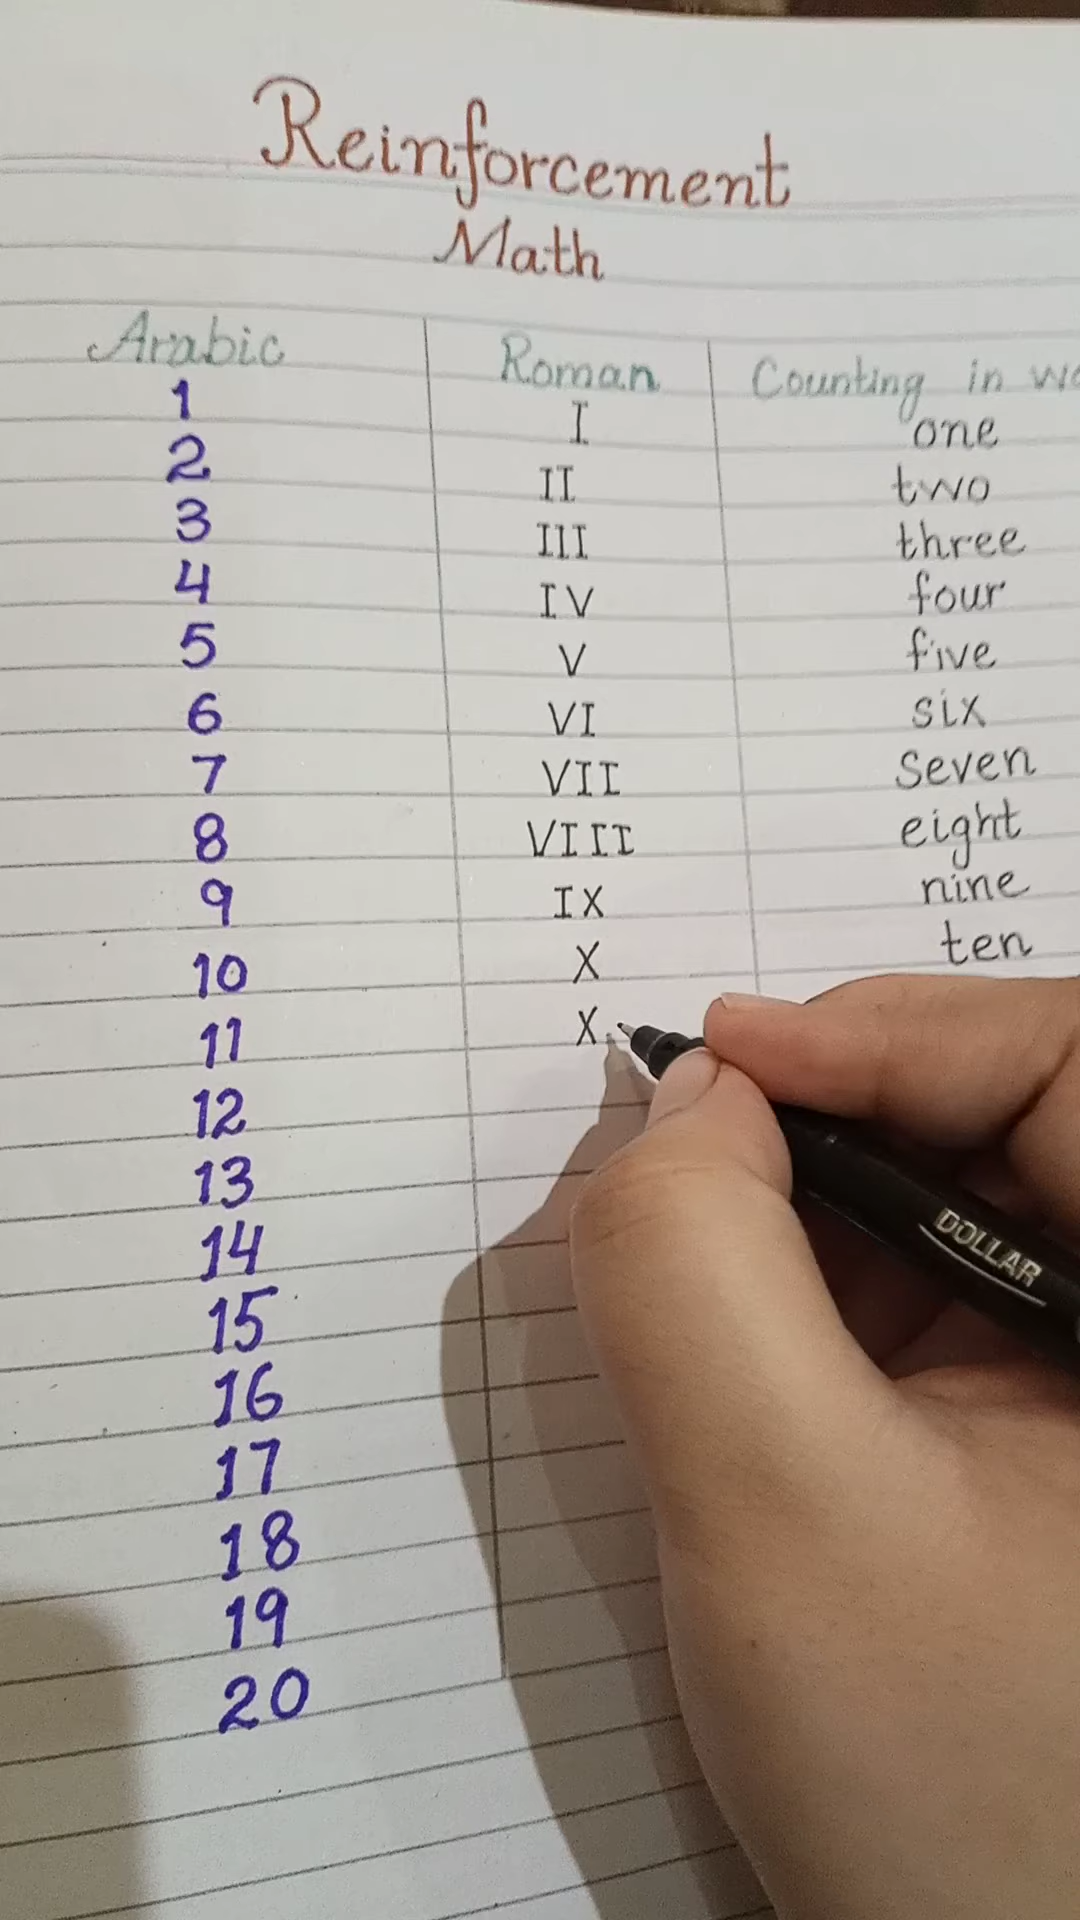 Reinforcement
Math
Arabic Roman Counting in
1 I one
2 II two
3 III three
4 IV four
5 V five
6 VI six
7 VII seven
8 VIII eight
9 IX nine
10 X ten
11 X
12
13
14
15
16
17
18
19
20
DOLLAR